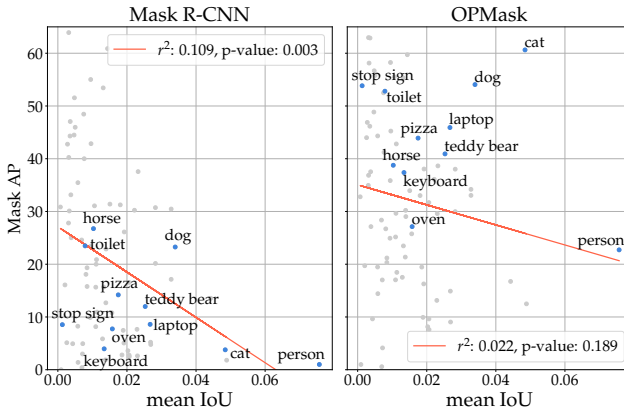 Mask R-CNN
r²: 0.109, p-value: 0.003
60
50
40
30
20
10
0
Mask AP
horse
toilet
dog
pizza
teddy bear
stop sign
oven
laptop
keyboard
cat
person
0.00
0.02
0.04
0.06
mean IoU
OPMask
cat
stop sign
dog
toilet
laptop
pizza
teddy bear
horse
keyboard
oven
person
r²: 0.022, p-value: 0.189
0.00
0.02
0.04
0.06
mean IoU